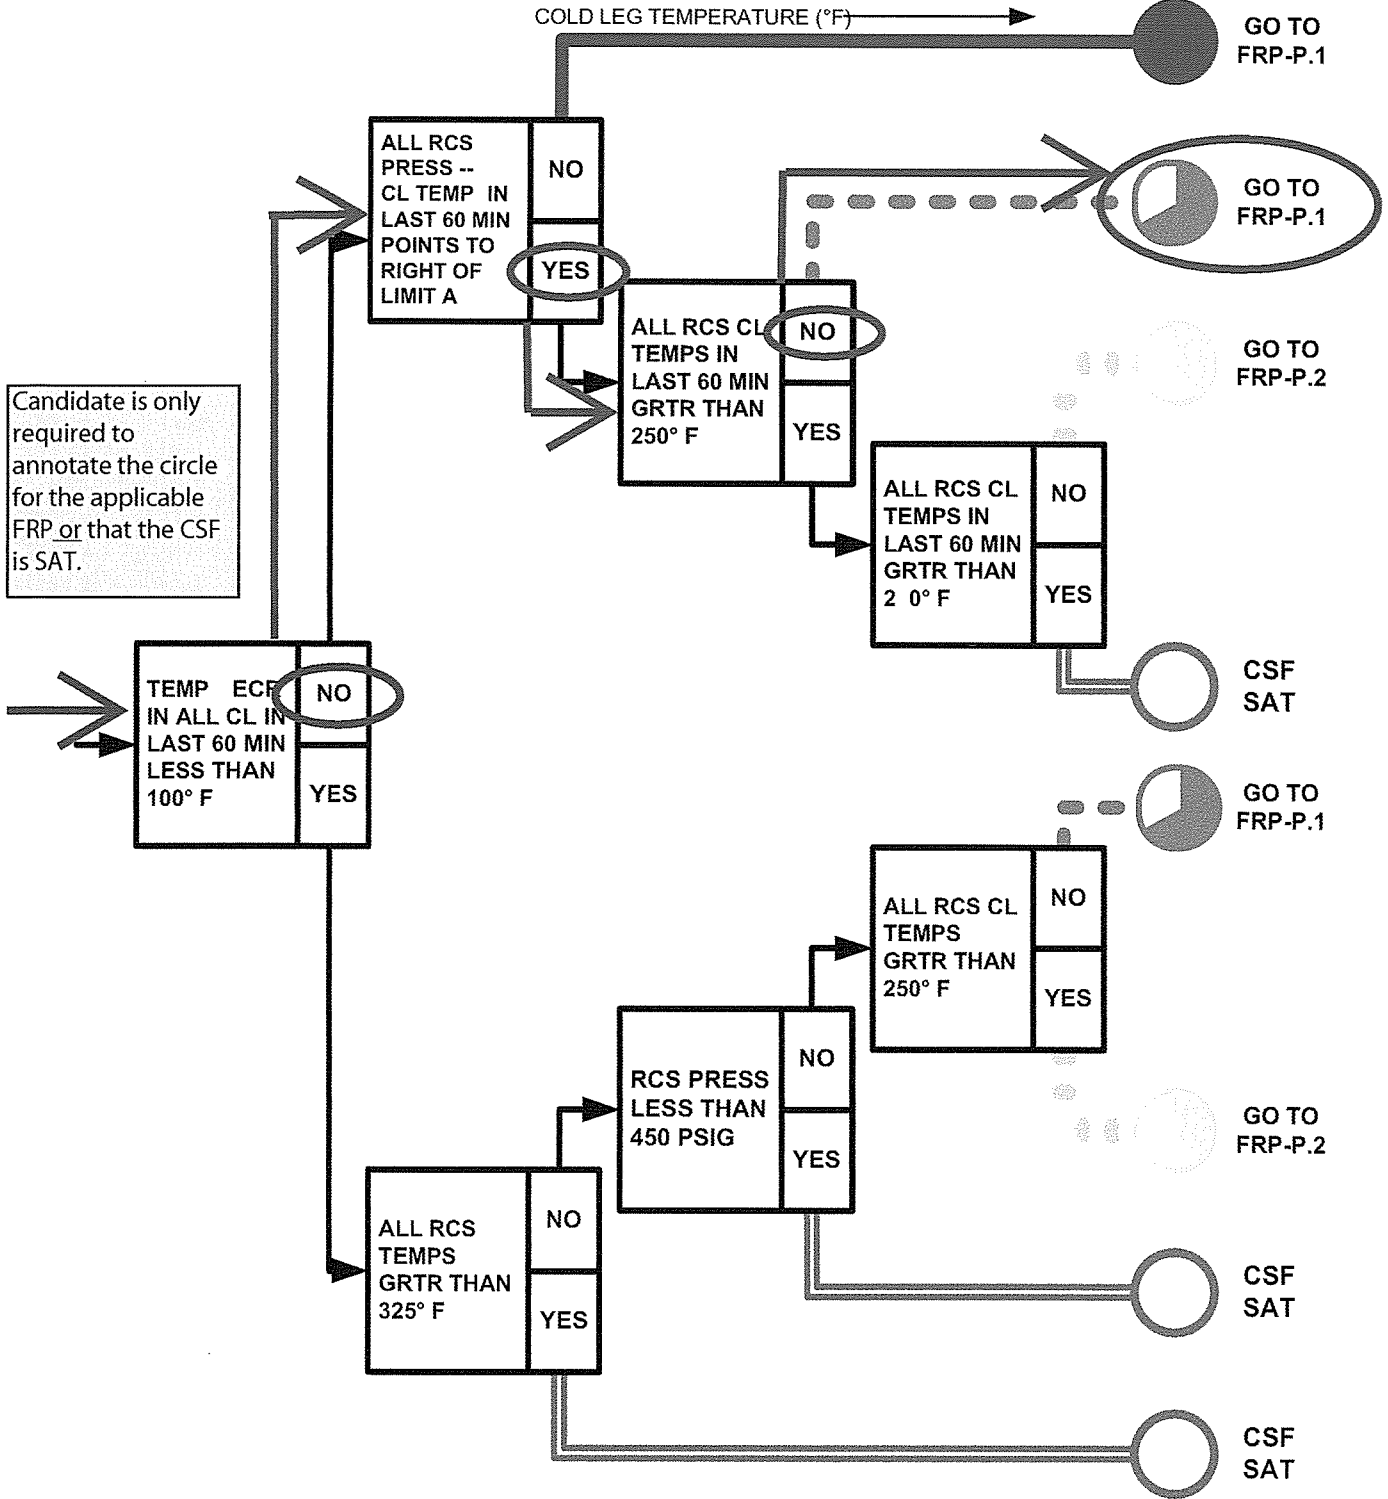 COLD LEG TEMPERATURE (°F)
GO TO
FRP-P.1
ALL RCS
PRESS --
CL TEMP IN
LAST 60 MIN
POINTS TO
RIGHT OF
LIMIT A
NO
YES
GO TO
FRP-P.1
ALL RCS CL
TEMPS IN
LAST 60 MIN
GRTR THAN
250° F
NO
YES
GO TO
FRP-P.2
Candidate is only
required to
annotate the circle
for the applicable
FRP or that the CSF
is SAT.
ALL RCS CL
TEMPS IN
LAST 60 MIN
GRTR THAN
2 0° F
NO
YES
CSF
SAT
TEMP ECR
IN ALL CL IN
LAST 60 MIN
LESS THAN
100° F
NO
YES
GO TO
FRP-P.1
ALL RCS CL
TEMPS
GRTR THAN
250° F
NO
YES
RCS PRESS
LESS THAN
450 PSIG
NO
YES
GO TO
FRP-P.2
ALL RCS
TEMPS
GRTR THAN
325° F
NO
YES
CSF
SAT
CSF
SAT